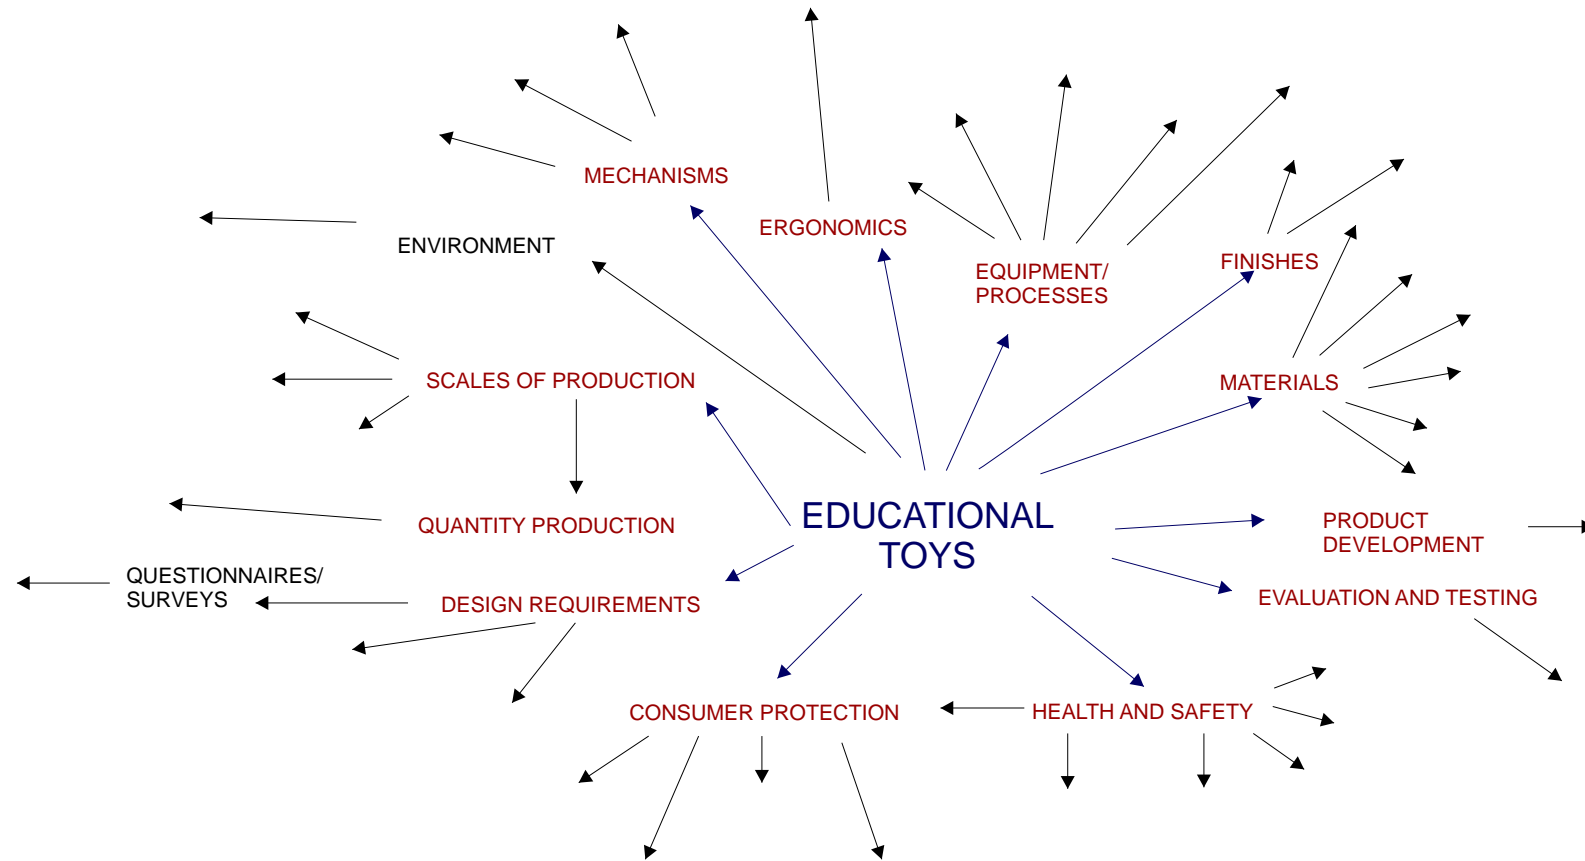 MECHANISMS
ERGONOMICS
ENVIRONMENT
EQUIPMENT/
PROCESSES
FINISHES
SCALES OF PRODUCTION
MATERIALS
EDUCATIONAL
TOYS
QUANTITY PRODUCTION
PRODUCT
DEVELOPMENT
QUESTIONNAIRES/
SURVEYS
DESIGN REQUIREMENTS
EVALUATION AND TESTING
CONSUMER PROTECTION
HEALTH AND SAFETY